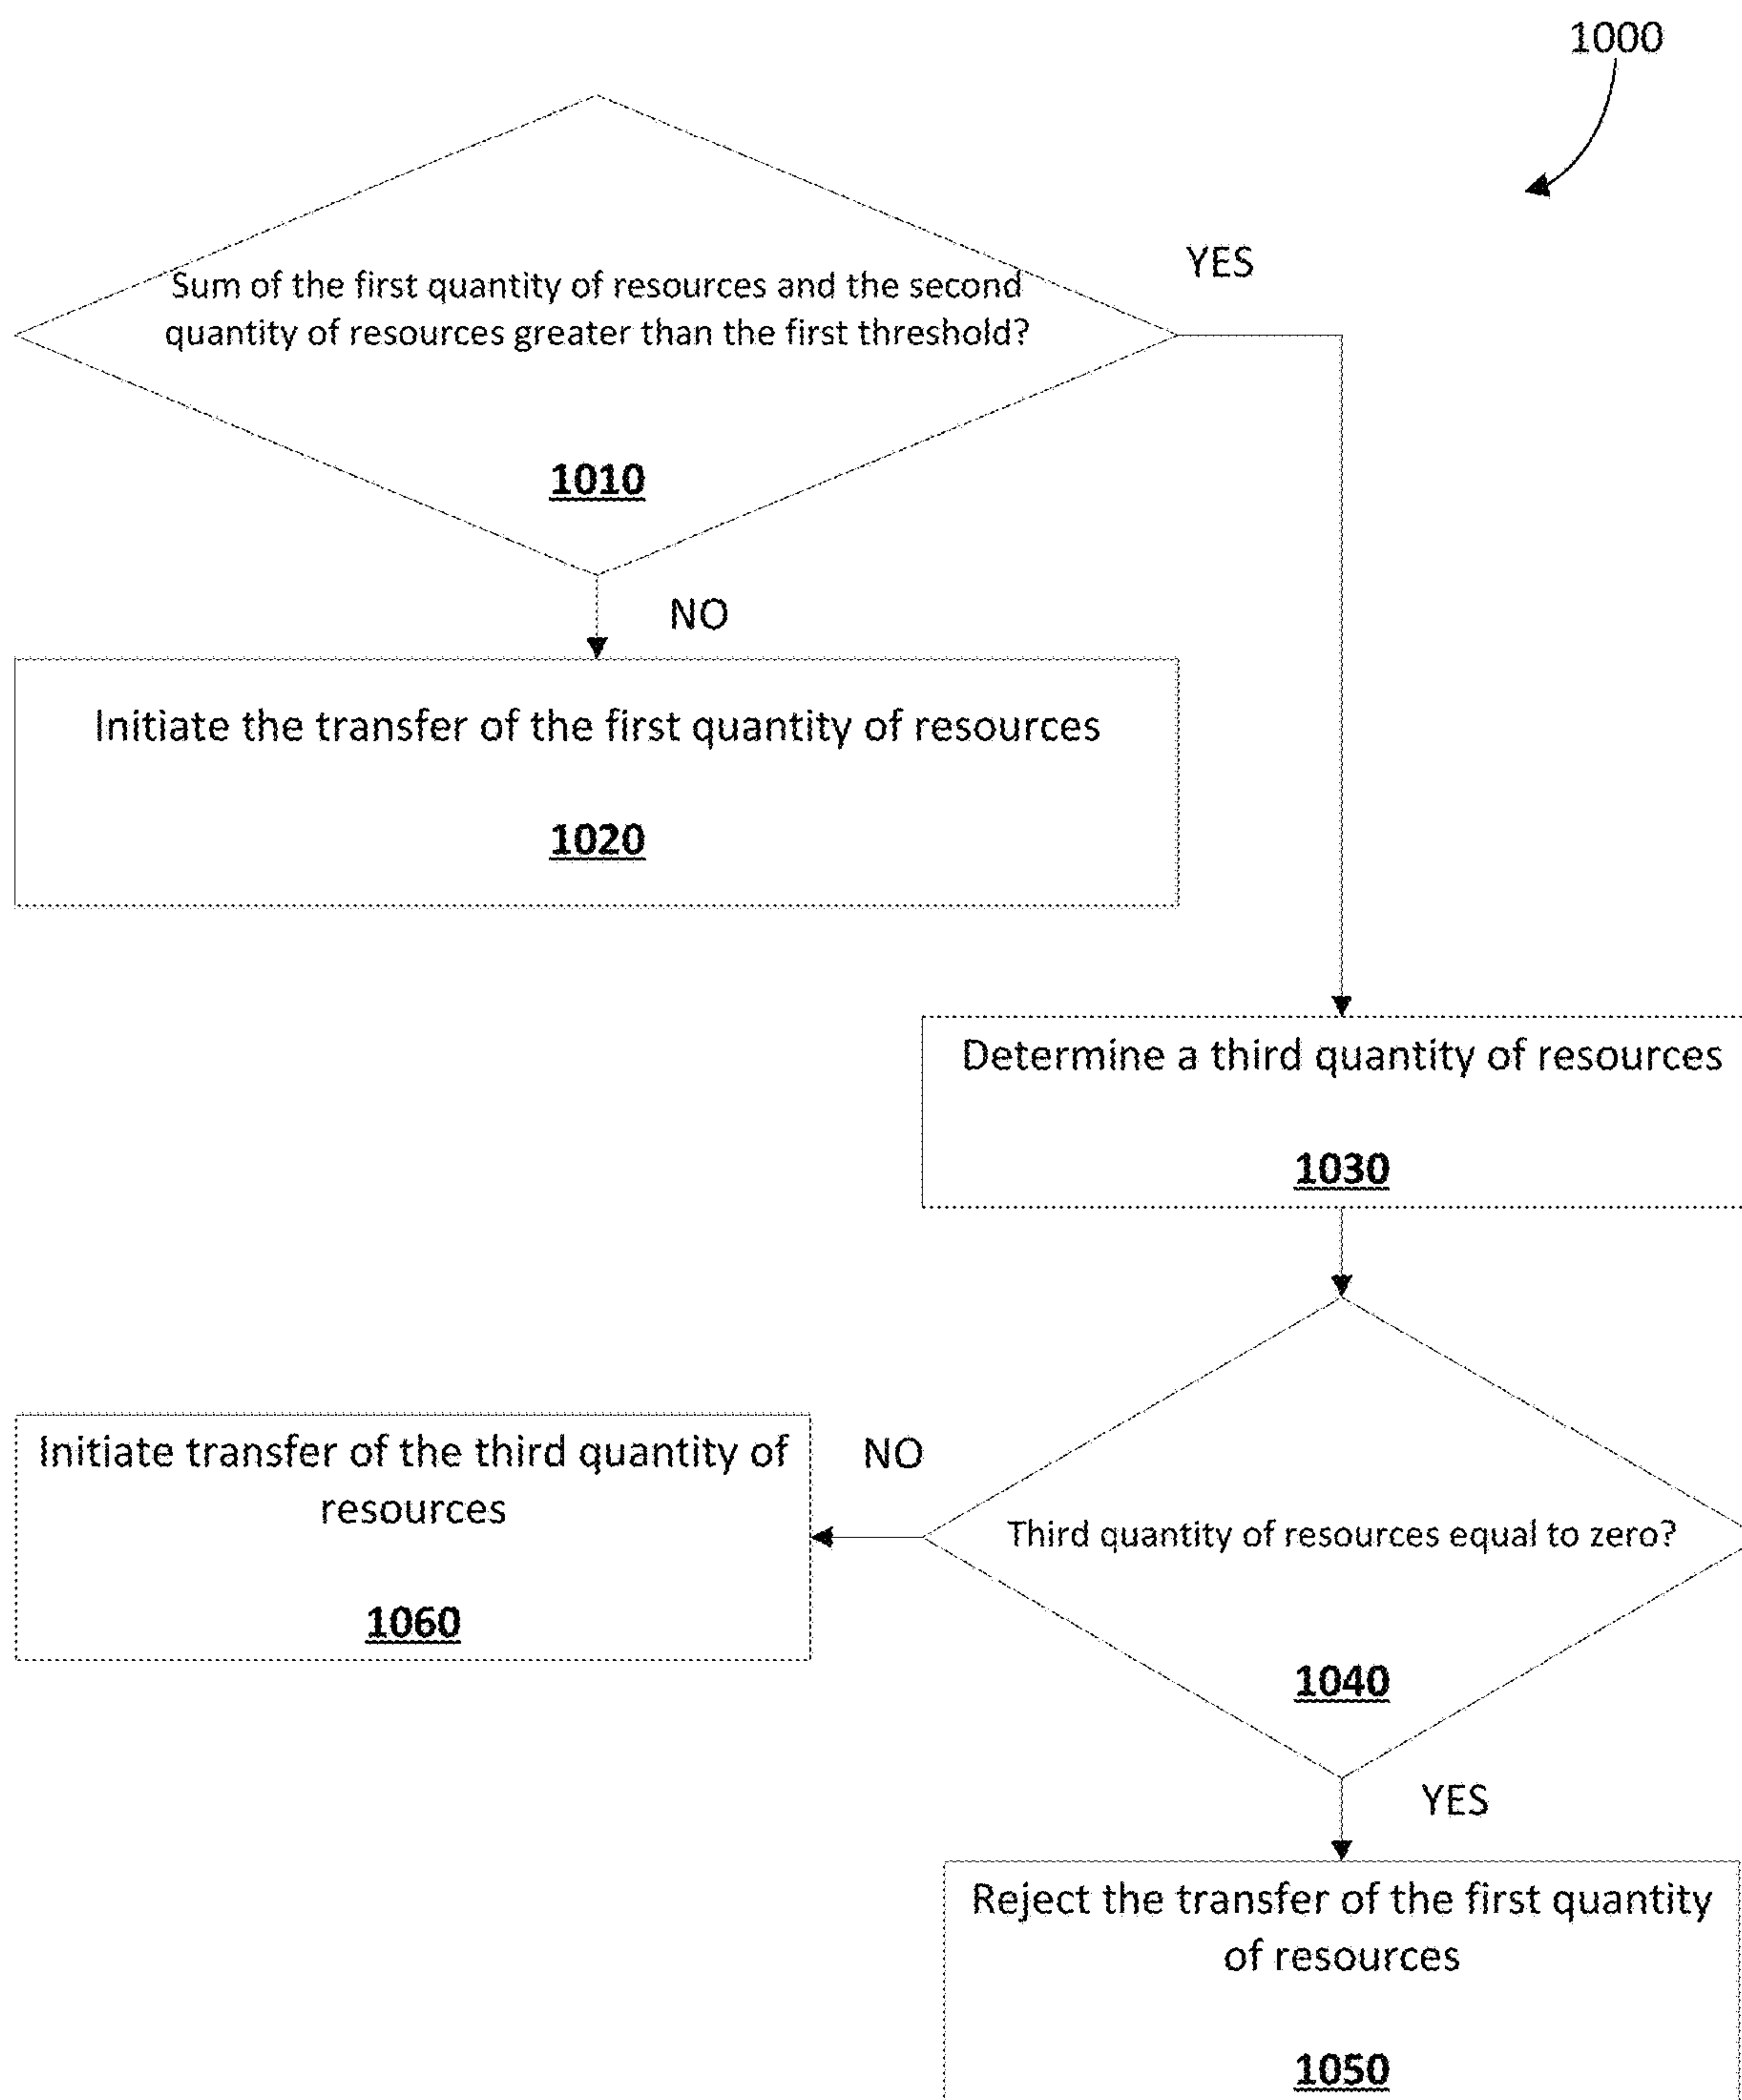 1000
Sum of the first quantity of resources and the second
quantity of resources greater than the first threshold?
1010
YES
NO
Initiate the transfer of the first quantity of resources
1020
Determine a third quantity of resources
1030
Third quantity of resources equal to zero?
1040
NO
Initiate transfer of the third quantity of
resources
1060
YES
Reject the transfer of the first quantity
of resources
1050